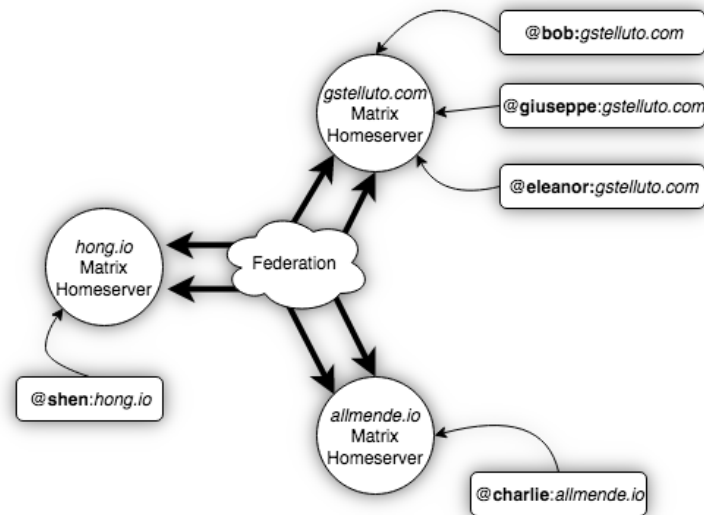 @bob:gstelluto.com
gstelluto.com
Matrix
Homeserver
@giuseppe:gstelluto.com
@eleanor:gstelluto.com
hong.io
Matrix
Homeserver
Federation
@shen:hong.io
allmende.io
Matrix
Homeserver
@charlie:allmende.io